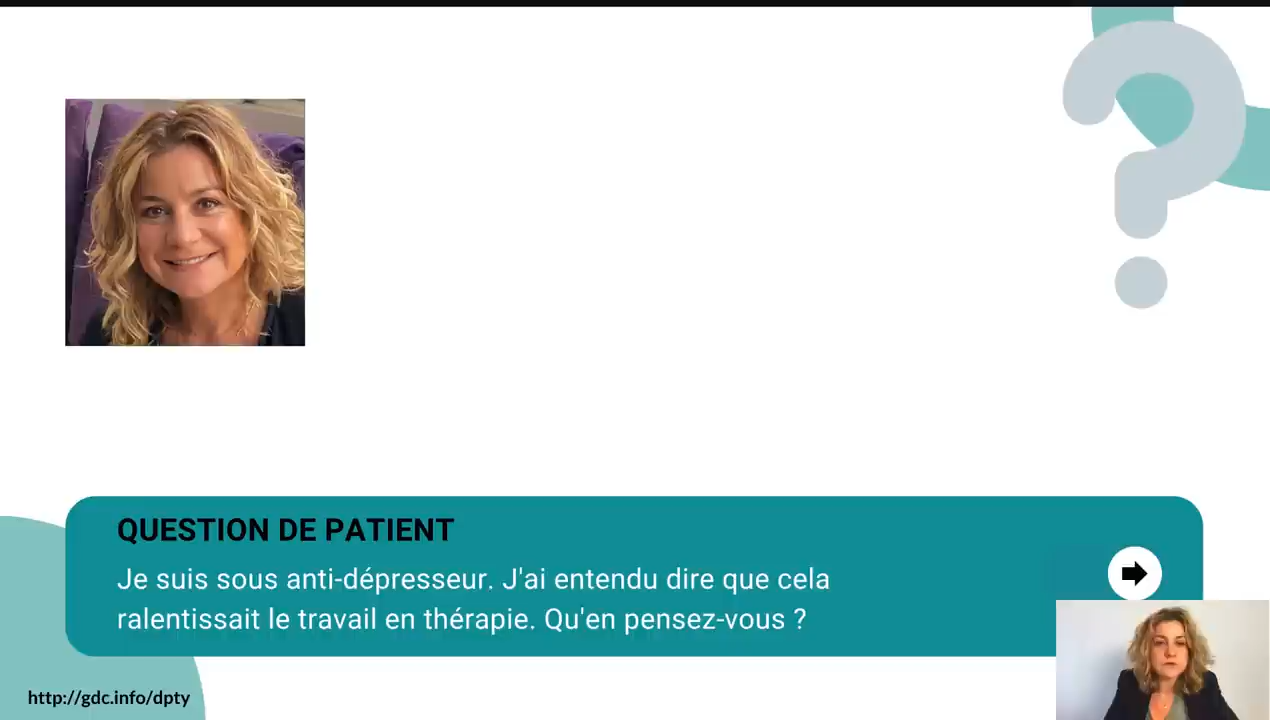 QUESTION DE PATIENT
Je suis sous anti-dépresseur. J'ai entendu dire que cela
ralentissait le travail en thérapie. Qu'en pensez-vous ?
http://gdc.info/dpty